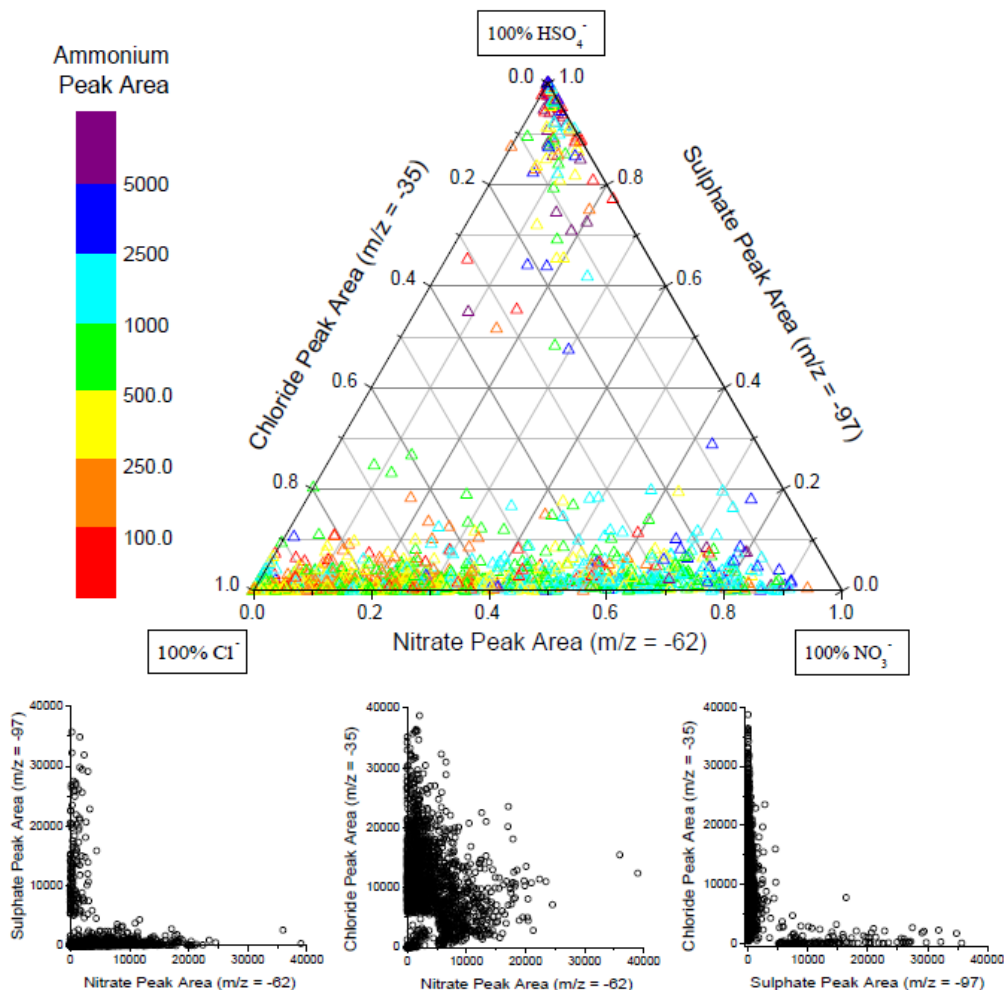 100% HSO₄⁻
Ammonium
Peak Area
5000
2500
1000
500.0
250.0
100.0
0.0 1.0
0.2 0.8
0.4 0.6
0.6 0.4
0.8 0.2
1.0 0.0
Chloride Peak Area (m/z = -35)
Sulphate Peak Area (m/z = -97)
0.0 0.2 0.4 0.6 0.8 1.0
Nitrate Peak Area (m/z = -62)
100% Cl⁻
100% NO₃⁻
Sulphate Peak Area (m/z = -97)
40000
30000
20000
10000
0
0 10000 20000 30000 40000
Nitrate Peak Area (m/z = -62)
Chloride Peak Area (m/z = -35)
40000
30000
20000
10000
0
0 10000 20000 30000 40000
Nitrate Peak Area (m/z = -62)
Chloride Peak Area (m/z = -35)
40000
30000
20000
10000
0
0 10000 20000 30000 40000
Sulphate Peak Area (m/z = -97)